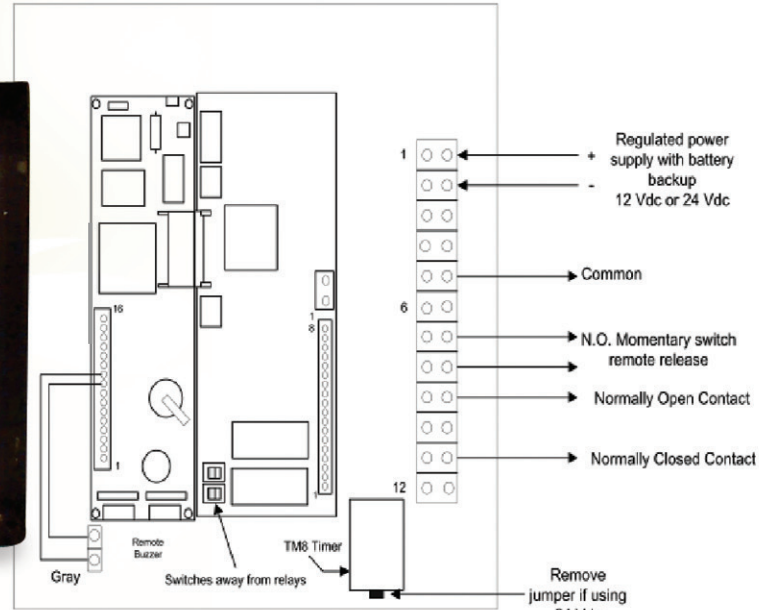 1
+
Regulated power
supply with battery
backup
12 Vdc or 24 Vdc
-
Common
6
N.O. Momentary switch
remote release
Normally Open Contact
Normally Closed Contact
12
16
1
1
8
1
Remote
Buzzer
Gray
Switches away from relays
TM8 Timer
Remove
jumper if using